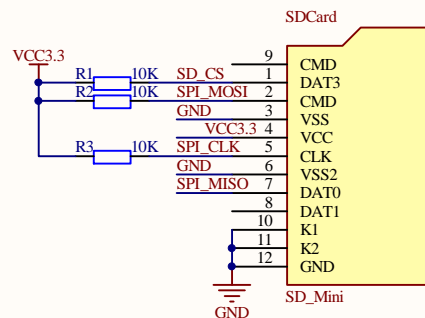 SDCard
VCC3.3
9 CMD
R1 10K SD_CS 1 DAT3
R2 10K SPI_MOSI 2 CMD
GND 3 VSS
VCC3.3 4 VCC
R3 10K SPI_CLK 5 CLK
GND 6 VSS2
SPI_MISO 7 DAT0
8 DAT1
10 K1
11 K2
12 GND
SD_Mini
GND